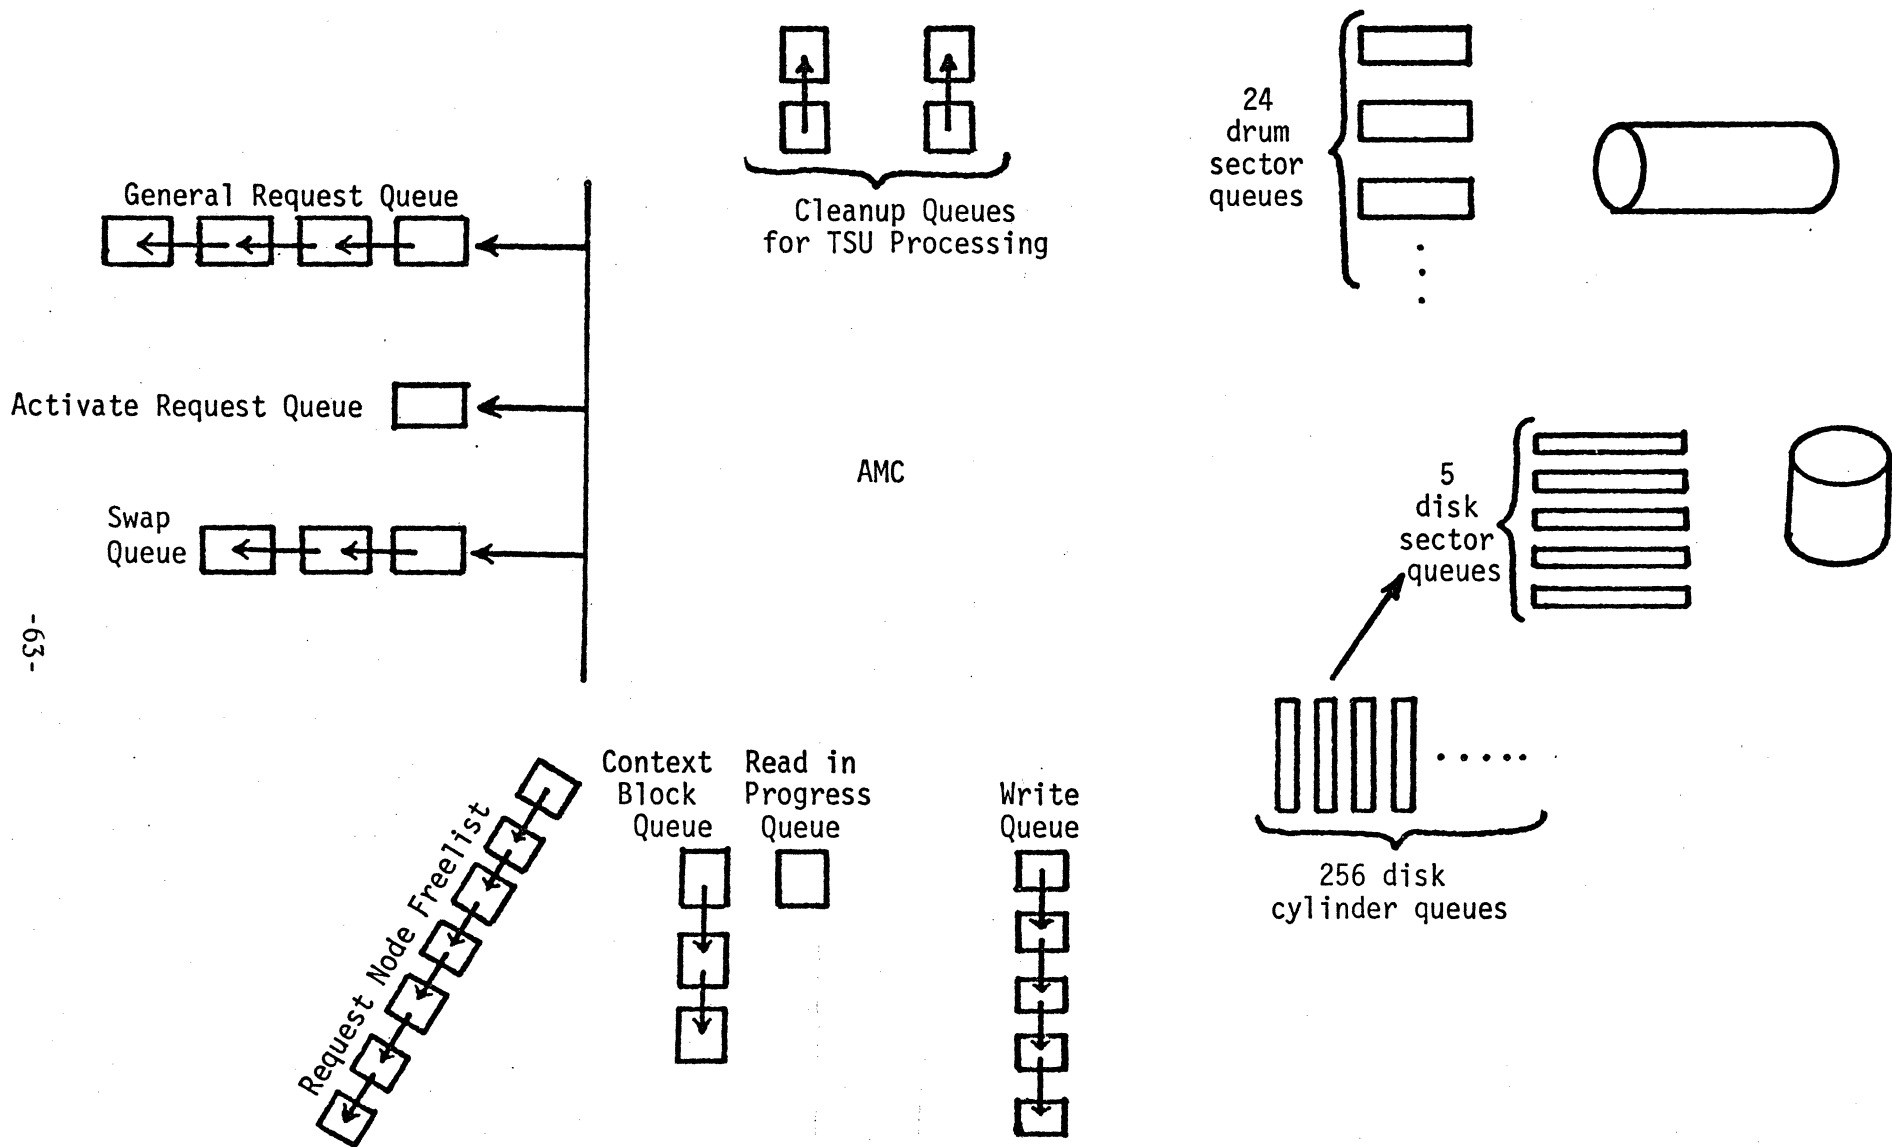 24
drum
sector
queues
General Request Queue
Cleanup Queues
for TSU Processing
Activate Request Queue
AMC
5
disk
sector
queues
Swap
Queue
-63-
Context
Block
Queue
Read in
Progress
Queue
Write
Queue
Request Node Freelist
256 disk
cylinder queues